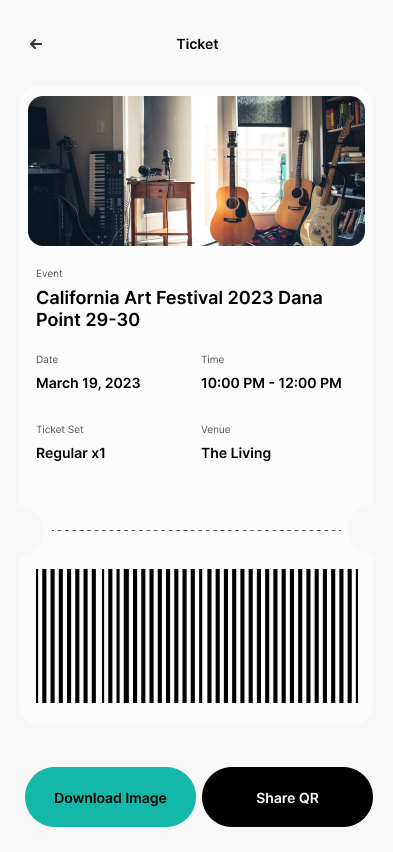 Ticket
Event
California Art Festival 2023 Dana
Point 29-30
Date
Time
March 19, 2023
10:00 PM - 12:00 PM
Ticket Set
Venue
Regular x1
The Living
Download Image
Share QR